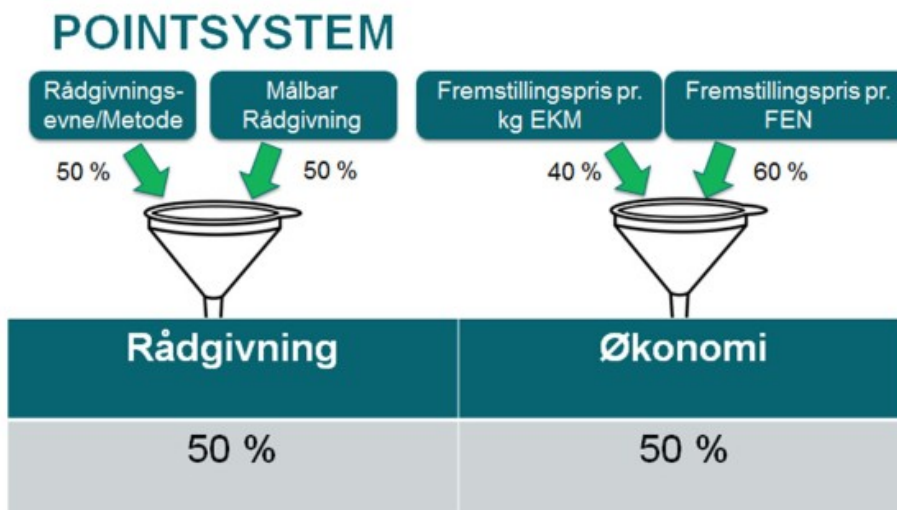 POINTSYSTEM
Rådgivnings-
evne/Metode
Målbar
Rådgivning
Fremstillingspris pr.
kg EKM
Fremstillingspris pr.
FEN
50 %
50 %
40 %
60 %
Rådgivning
Økonomi
50 %
50 %